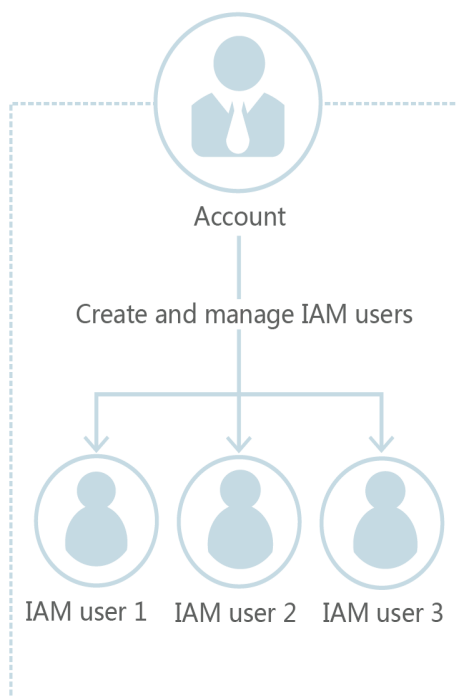 Account
Create and manage IAM users
IAM user 1
IAM user 2
IAM user 3